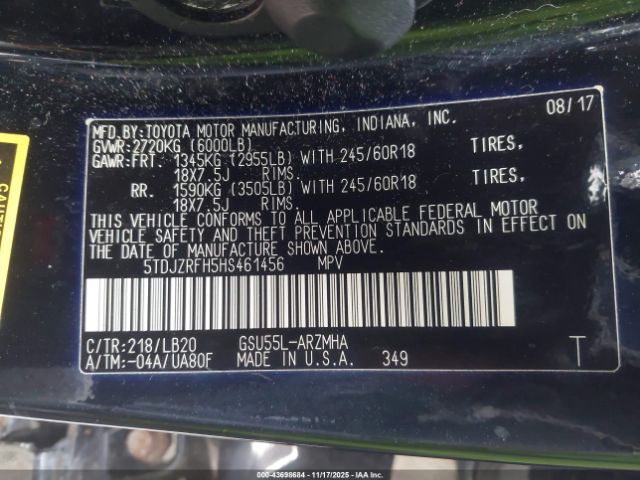 08/17
MFD.BY:TOYOTA MOTOR MANUFACTURING, INDIANA, INC.
GVWR:2720KG (6000LB)
GAWR:FRT. 1345KG (2955LB) WITH 245/60R18 TIRES,
18X7.5J RIMS.
RR. 1590KG (3505LB) WITH 245/60R18 TIRES,
18X7.5J RIMS.
THIS VEHICLE CONFORMS TO ALL APPLICABLE FEDERAL MOTOR
VEHICLE SAFETY AND THEFT PREVENTION STANDARDS IN EFFECT ON
THE DATE OF MANUFACTURE SHOWN ABOVE.
5TDJZRFH5HS461456 MPV
C/TR:218/LB20 GSU55L-ARZMHA
A/TM:-04A/UA80F MADE IN U.S.A. 349 T
000-43698684 - 11/17/2025 - IAA Inc.